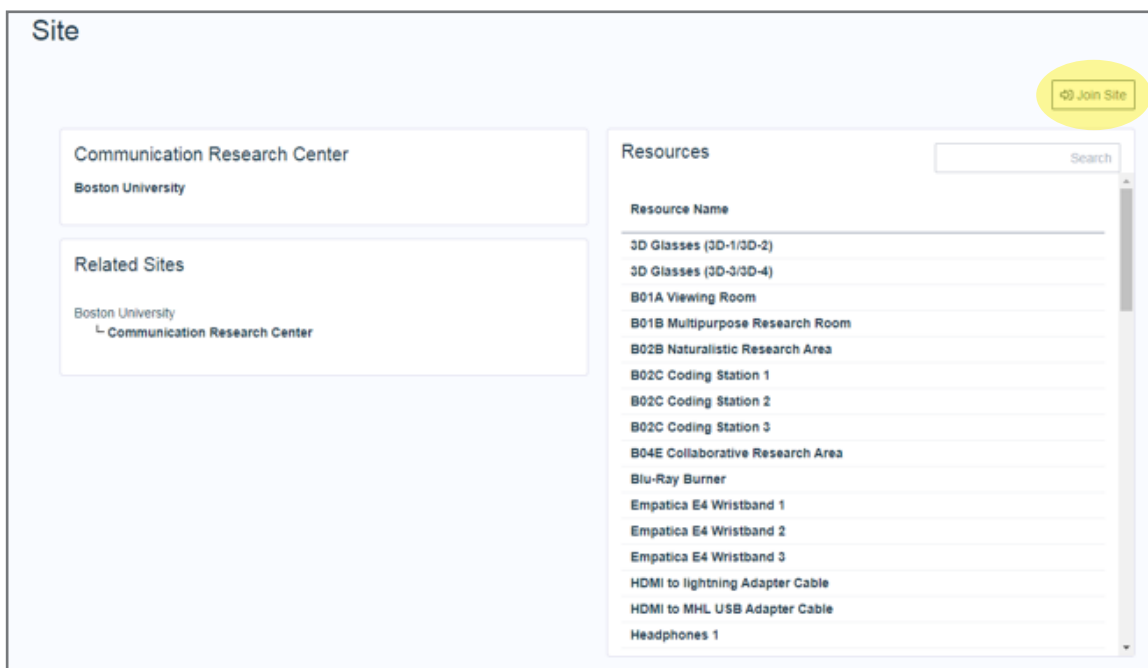 Site
Join Site
Communication Research Center
Boston University
Related Sites
Boston University
Communication Research Center
Resources
Search
Resource Name
3D Glasses (3D-1/3D-2)
3D Glasses (3D-3/3D-4)
B01A Viewing Room
B01B Multipurpose Research Room
B02B Naturalistic Research Area
B02C Coding Station 1
B02C Coding Station 2
B02C Coding Station 3
B04E Collaborative Research Area
Blu-Ray Burner
Empatica E4 Wristband 1
Empatica E4 Wristband 2
Empatica E4 Wristband 3
HDMI to lightning Adapter Cable
HDMI to MHL USB Adapter Cable
Headphones 1